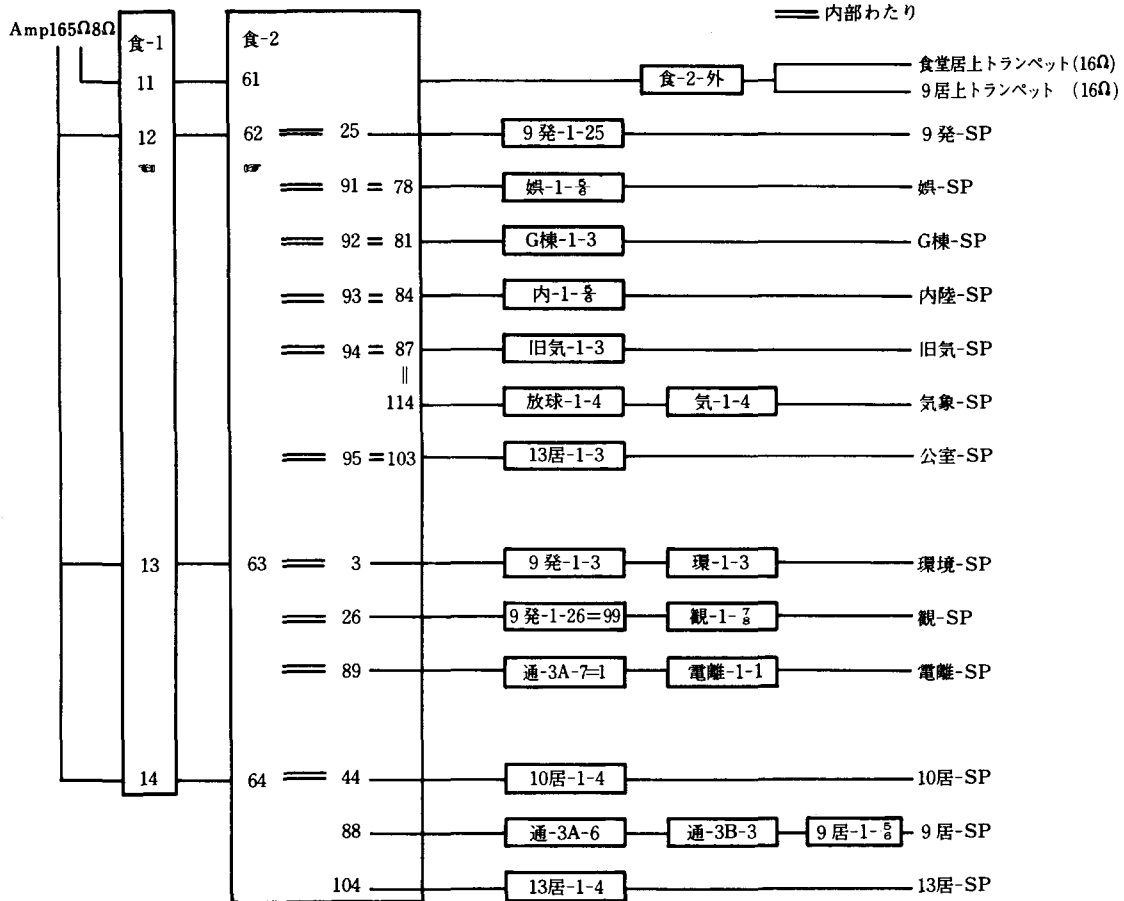 ══ 内部わたり
Amp165Ω8Ω
食-1
食-2
11 61 食-2-外 食堂居上トランペット(16Ω)
9居上トランペット (16Ω)
12 62 ══ 25 9発-1-25 9発-SP
══ 91 = 78 娯-1-5/6 娯-SP
══ 92 = 81 G棟-1-3 G棟-SP
══ 93 = 84 内-1-5/6 内陸-SP
══ 94 = 87 旧気-1-3 旧気-SP
||
114 放球-1-4 気-1-4 気象-SP
══ 95 = 103 13居-1-3 公室-SP
13 63 ══ 3 9発-1-3 環-1-3 環境-SP
══ 26 9発-1-26=99 観-1-7/8 観-SP
══ 89 通-3A-7=1 電離-1-1 電離-SP
14 64 ══ 44 10居-1-4 10居-SP
88 通-3A-6 通-3B-3 9居-1-5/6 9居-SP
104 13居-1-4 13居-SP